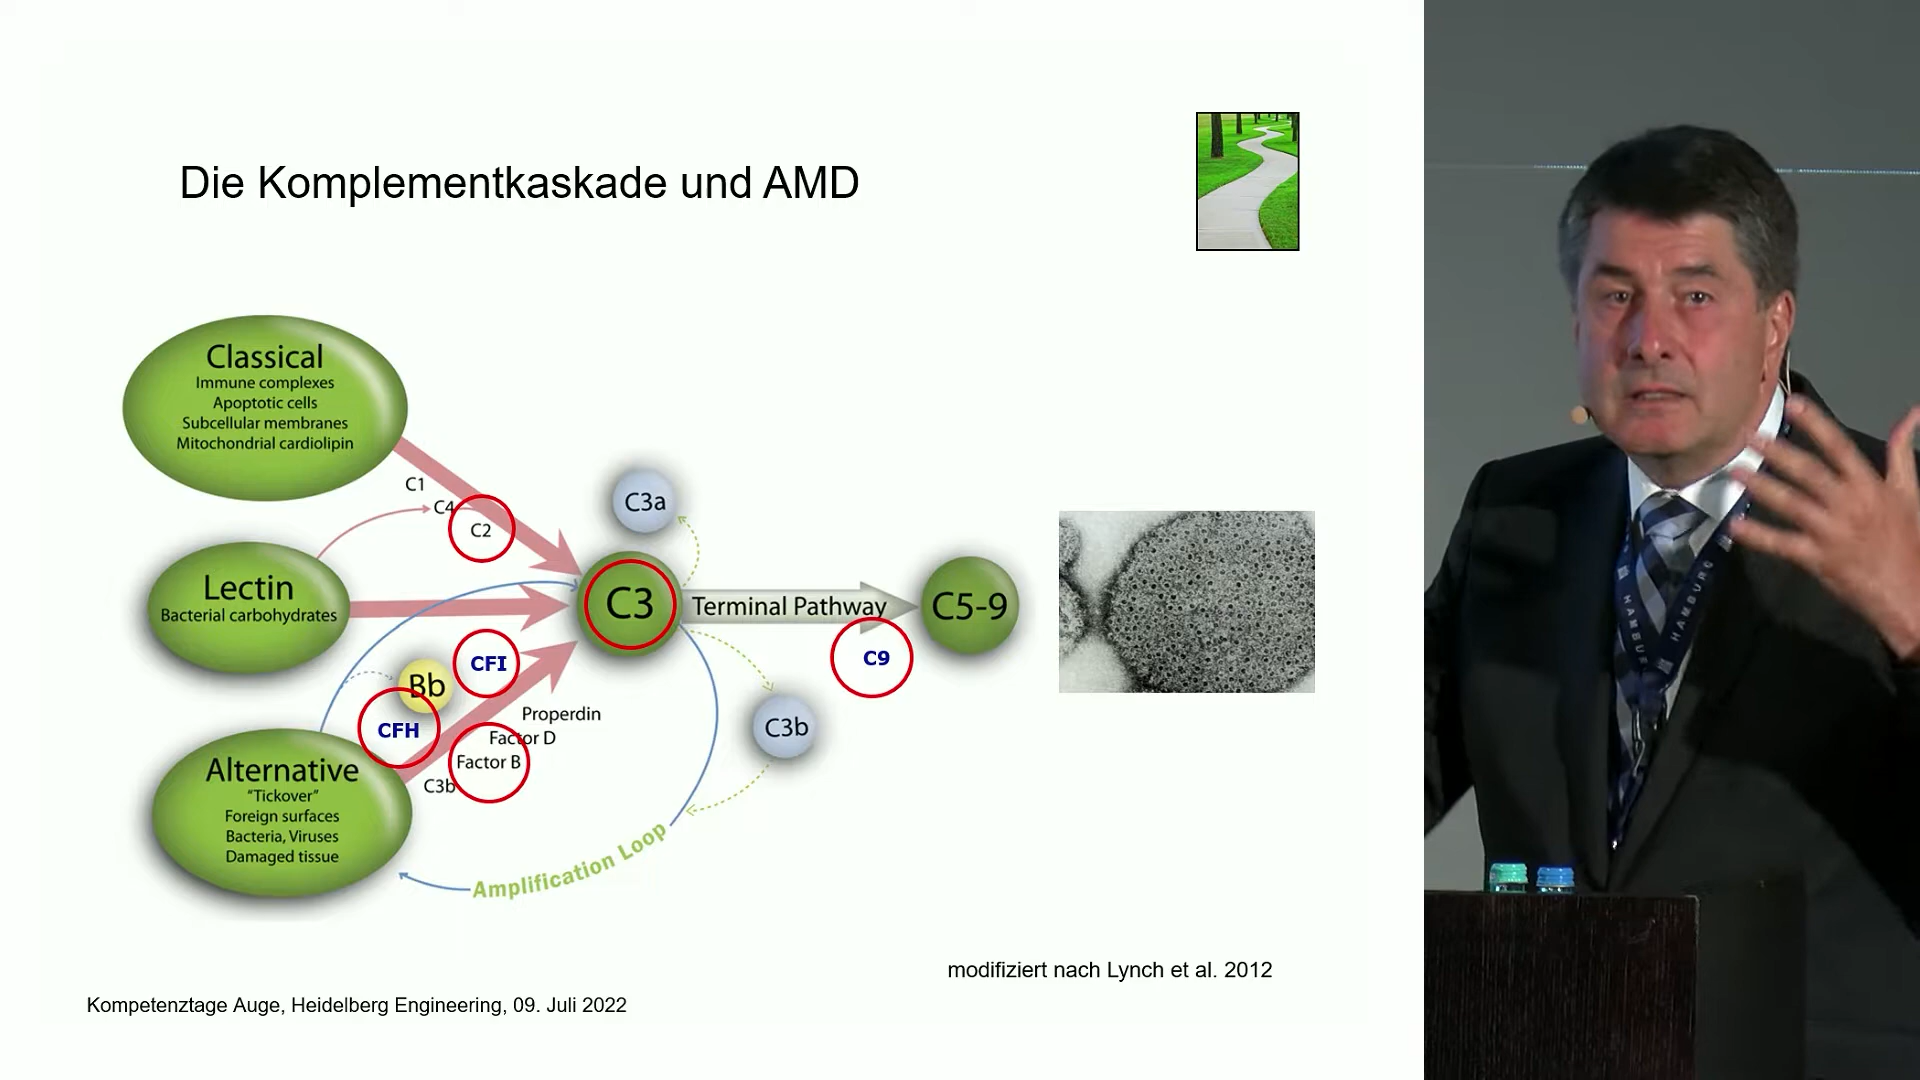 Die Komplementkaskade und AMD
Classical
Immune complexes
Apoptotic cells
Subcellular membranes
Mitochondrial cardiolipin
C1
C4
C2
C3a
Lectin
Bacterial carbohydrates
C3
Terminal Pathway
C5-9
CFI
C9
Bb
CFH
Properdin
Factor D
Factor B
C3b
C3b
Alternative
"Tickover"
Foreign surfaces
Bacteria, Viruses
Damaged tissue
Amplification Loop
modifiziert nach Lynch et al. 2012
Kompetenztage Auge, Heidelberg Engineering, 09. Juli 2022
HAMBURG
HAMBURG